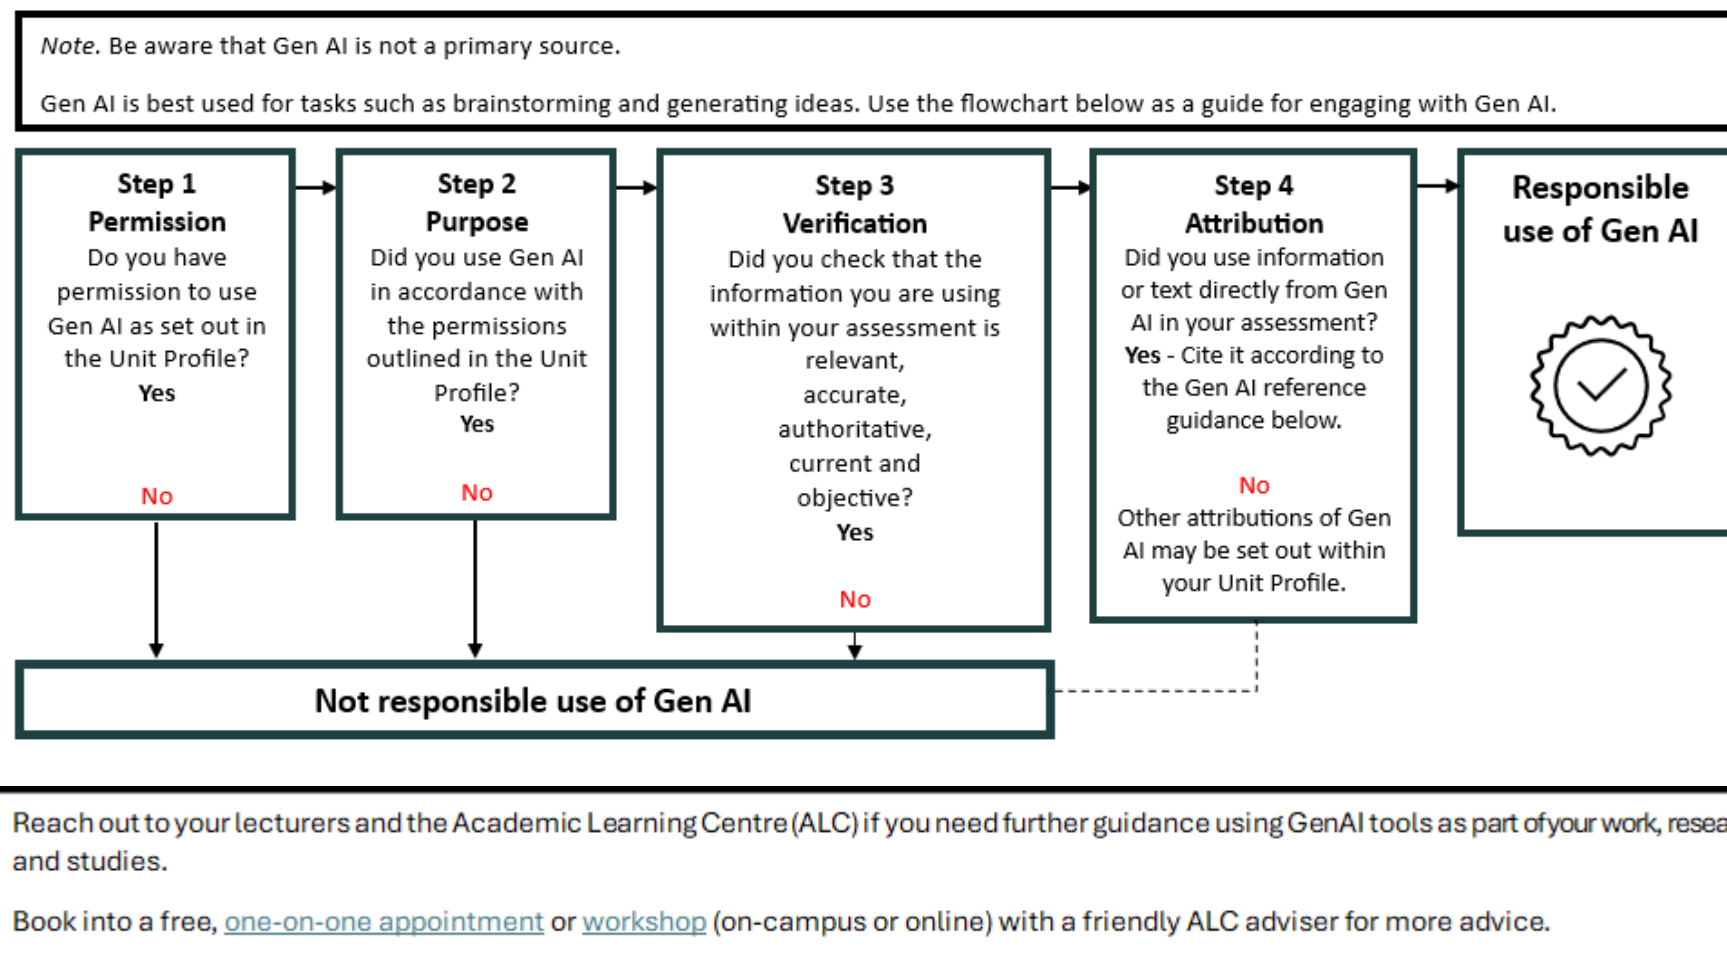 Note. Be aware that Gen AI is not a primary source.
Gen AI is best used for tasks such as brainstorming and generating ideas. Use the flowchart below as a guide for engaging with Gen AI.
Step 1
Permission
Do you have
permission to use
Gen AI as set out in
the Unit Profile?
Yes
No
Step 2
Purpose
Did you use Gen AI
in accordance with
the permissions
outlined in the Unit
Profile?
Yes
No
Step 3
Verification
Did you check that the
information you are using
within your assessment is
relevant,
accurate,
authoritative,
current and
objective?
Yes
No
Step 4
Attribution
Did you use information
or text directly from Gen
AI in your assessment?
Yes - Cite it according to
the Gen AI reference
guidance below.
No
Other attributions of Gen
AI may be set out within
your Unit Profile.
Responsible
use of Gen AI
Not responsible use of Gen AI
Reach out to your lecturers and the Academic Learning Centre (ALC) if you need further guidance using GenAI tools as part of your work,
and studies.
Book into a free, one-on-one appointment or workshop (on-campus or online) with a friendly ALC adviser for more advice.